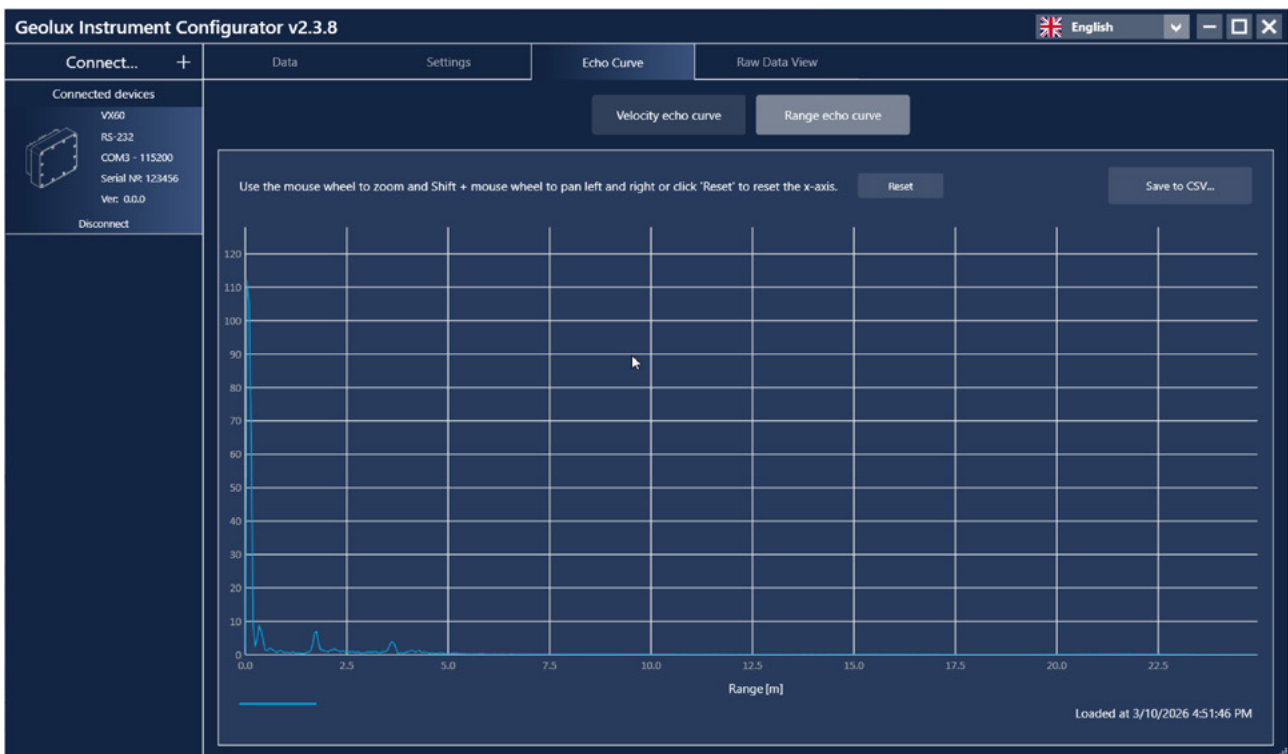 Geolux Instrument Configurator v2.3.8
English
Connect... +
Data
Settings
Echo Curve
Raw Data View
Connected devices
VX60
RS-232
COM3 - 115200
Serial №: 123456
Ver.: 0.0.0
Disconnect
Velocity echo curve
Range echo curve
Use the mouse wheel to zoom and Shift + mouse wheel to pan left and right or click 'Reset' to reset the x-axis.
Reset
Save to CSV...
120
110
100
90
80
70
60
50
40
30
20
10
0
0.0 2.5 5.0 7.5 10.0 12.5 15.0 17.5 20.0 22.5
Range [m]
Loaded at 3/10/2026 4:51:46 PM